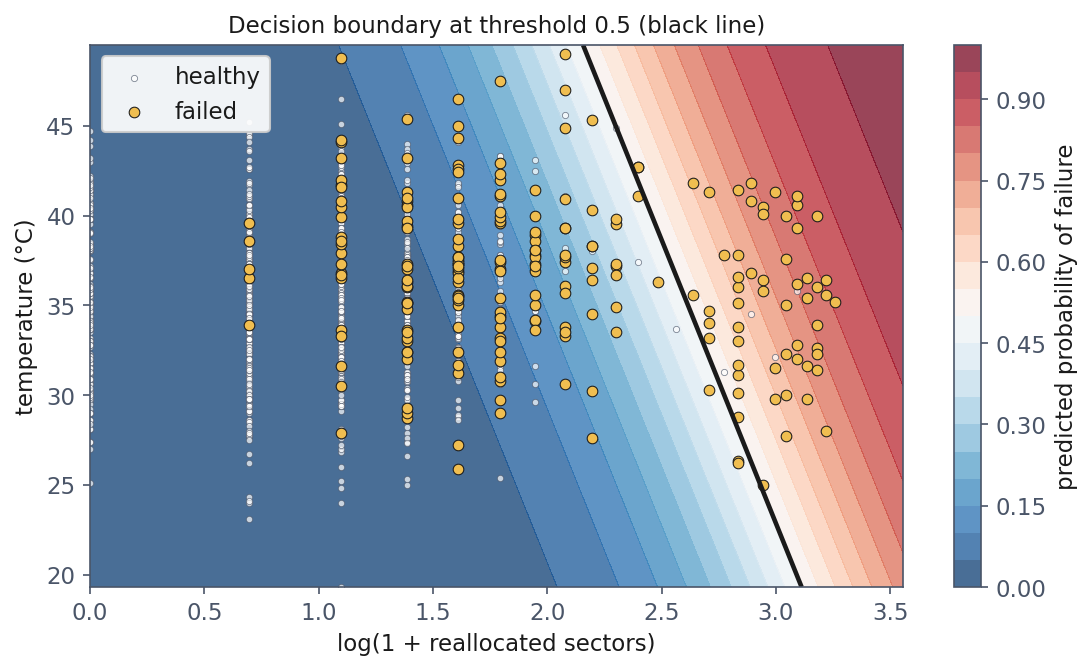 Decision boundary at threshold 0.5 (black line)
healthy
failed
45
40
35
30
25
20
0.0 0.5 1.0 1.5 2.0 2.5 3.0 3.5
log(1 + reallocated sectors)
temperature (°C)
0.90
0.75
0.60
0.45
0.30
0.15
0.00
predicted probability of failure